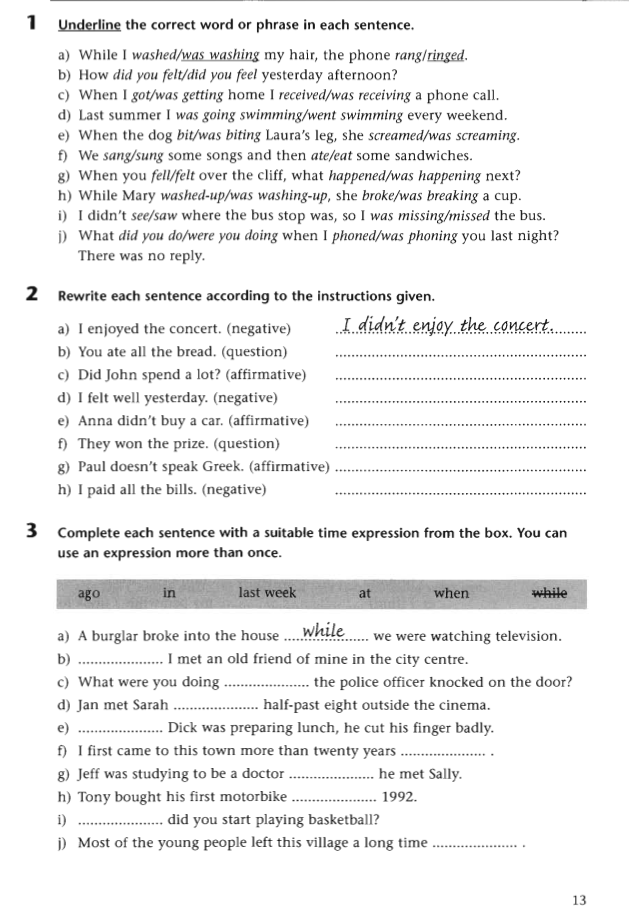 1 Underline the correct word or phrase in each sentence.
a) While I washed/was washing my hair, the phone rang/ringed.
b) How did you felt/did you feel yesterday afternoon?
c) When I got/was getting home I received/was receiving a phone call.
d) Last summer I was going swimming/went swimming every weekend.
e) When the dog bit/was biting Laura's leg, she screamed/was screaming.
f) We sang/sung some songs and then ate/eat some sandwiches.
g) When you fell/felt over the cliff, what happened/was happening next?
h) While Mary washed-up/was washing-up, she broke/was breaking a cup.
i) I didn't see/saw where the bus stop was, so I was missing/missed the bus.
j) What did you do/were you doing when I phoned/was phoning you last night?
There was no reply.
2 Rewrite each sentence according to the instructions given.
a) I enjoyed the concert. (negative) I didn't enjoy the concert.
b) You ate all the bread. (question) ....................
c) Did John spend a lot? (affirmative) ....................
d) I felt well yesterday. (negative) ....................
e) Anna didn't buy a car. (affirmative) ....................
f) They won the prize. (question) ....................
g) Paul doesn't speak Greek. (affirmative) ....................
h) I paid all the bills. (negative) ....................
3 Complete each sentence with a suitable time expression from the box. You can
use an expression more than once.
ago in last week at when while
a) A burglar broke into the house .....while...... we were watching television.
b) ..................... I met an old friend of mine in the city centre.
c) What were you doing ..................... the police officer knocked on the door?
d) Jan met Sarah ..................... half-past eight outside the cinema.
e) ..................... Dick was preparing lunch, he cut his finger badly.
f) I first came to this town more than twenty years ..................... .
g) Jeff was studying to be a doctor ..................... he met Sally.
h) Tony bought his first motorbike ..................... 1992.
i) ..................... did you start playing basketball?
j) Most of the young people left this village a long time ..................... .
13